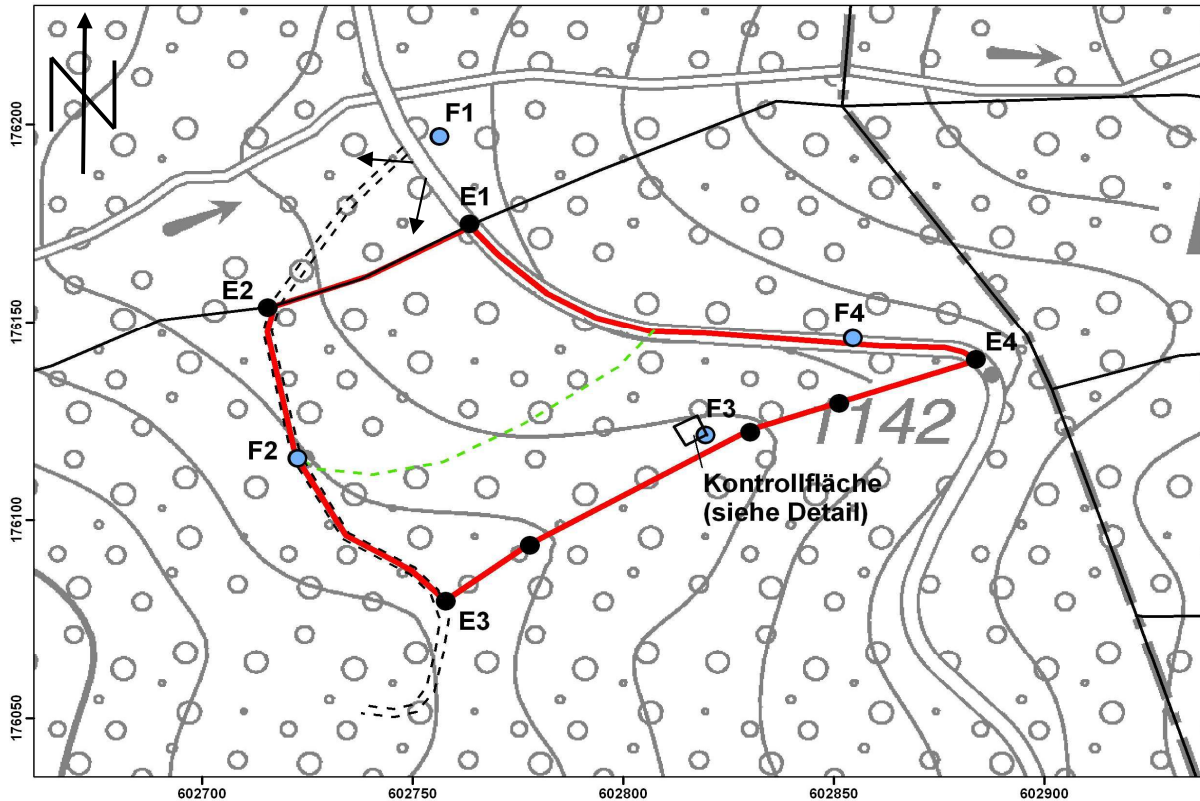 N
F1
E1
E2
F4
E4
F3
1142
F2
Kontrollfläche
(siehe Detail)
E3
176200
176150
176100
176050
602700
602750
602800
602850
602900